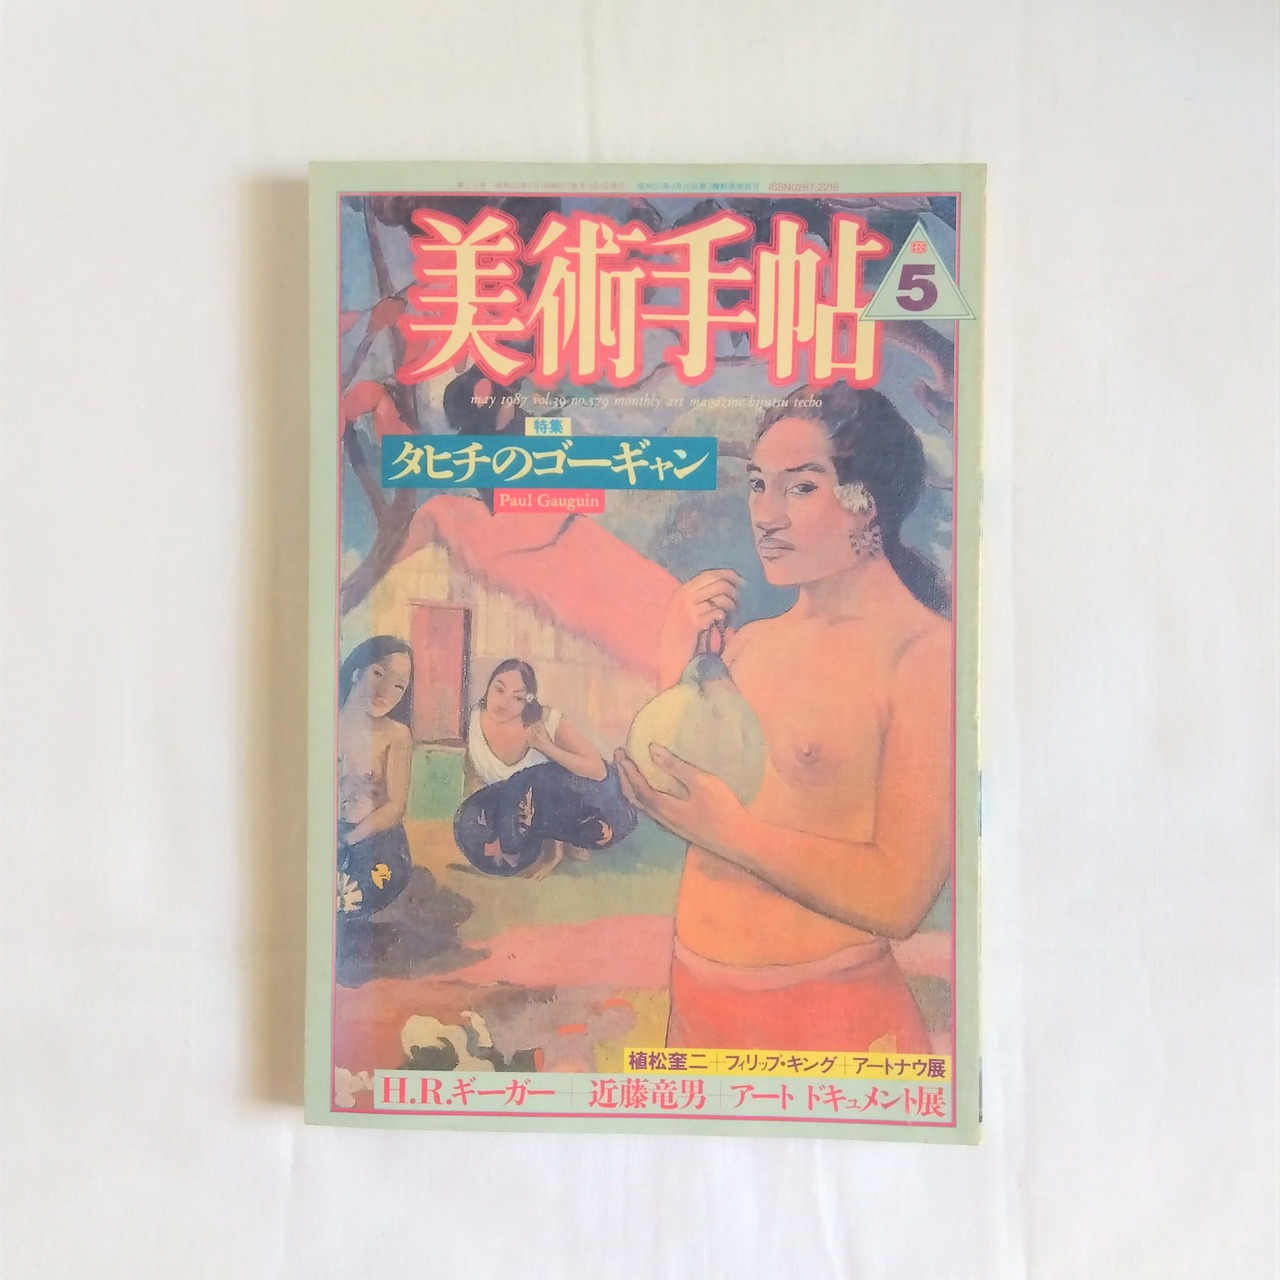 ISSN0287-2218
美術手帖
5
may 1987 vol.39 no.579 monthly art magazine bijutsu techo
特集
タヒチのゴーギャン
Paul Gauguin
植松奎二+フィリップ・キング+アートナウ展
H.R.ギーガー+近藤竜男+アート ドキュメント展